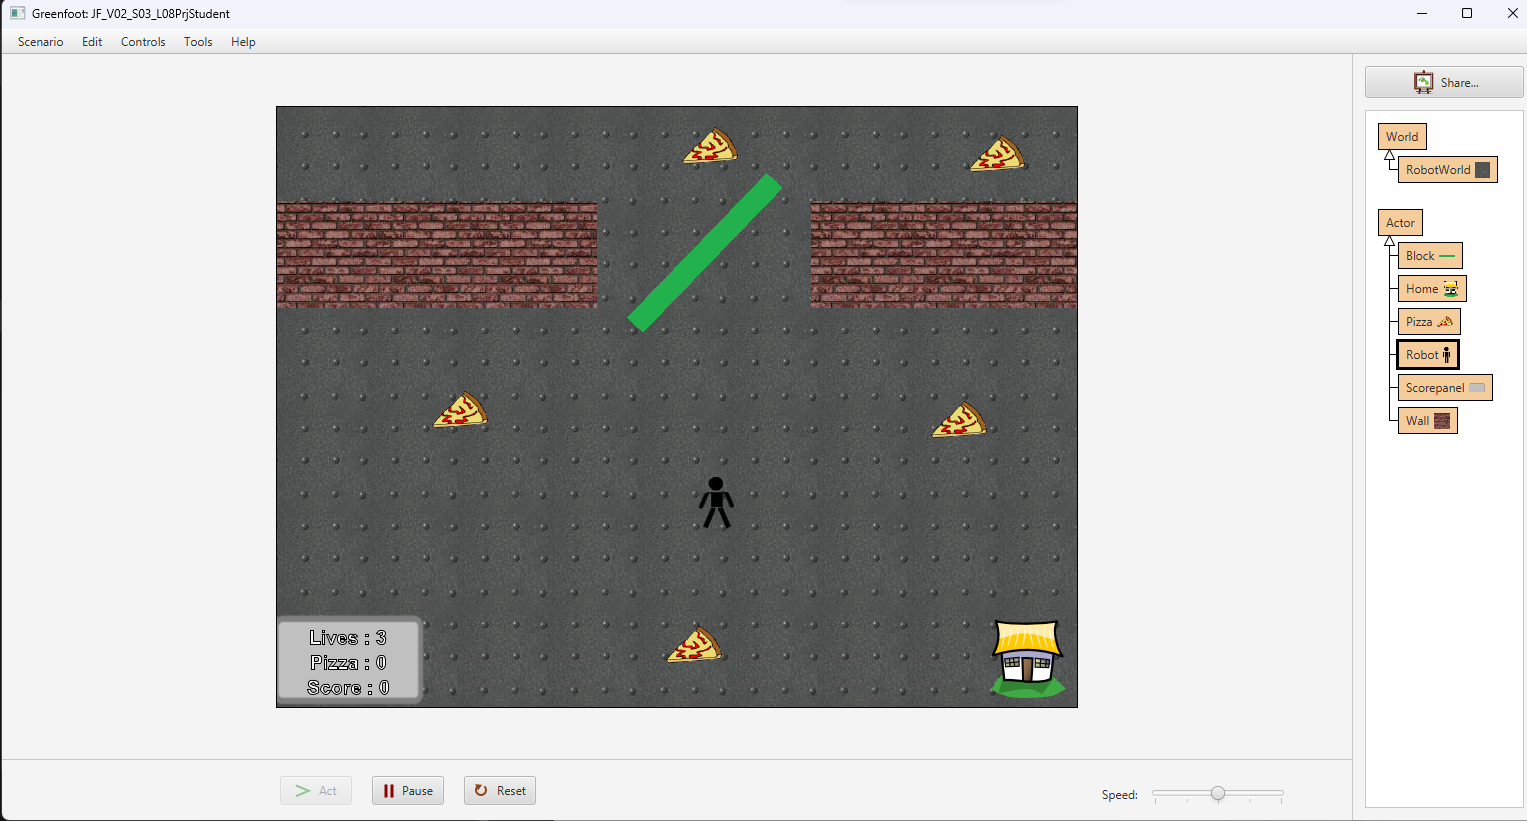 Greenfoot: JF_V02_S03_L08PrjStudent
Scenario Edit Controls Tools Help
Share...
World
RobotWorld
Actor
Block
Home
Pizza
Robot
Scorepanel
Wall
Lives : 3
Pizza : 0
Score : 0
Act Pause Reset Speed: